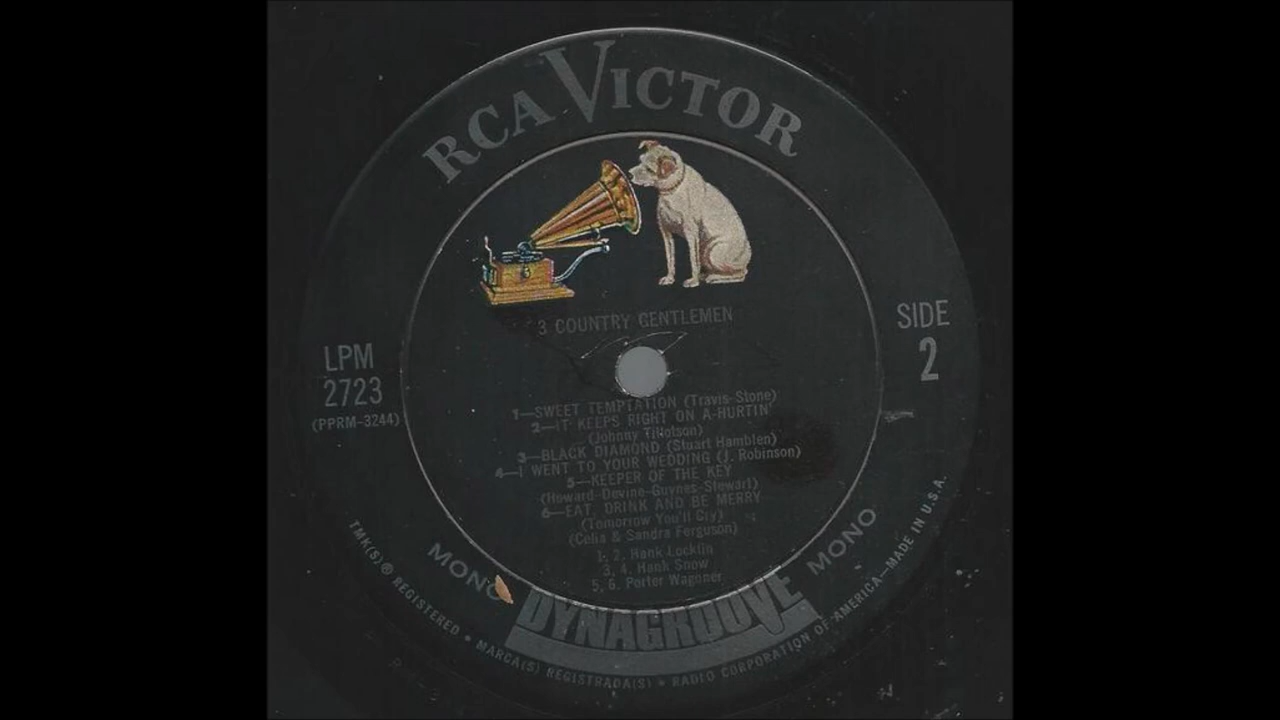 RCA VICTOR
3 COUNTRY GENTLEMEN
LPM
2723
(PPRM-3244)
SIDE
2
1—SWEET TEMPTATION (Travis-Stone)
2—IT KEEPS RIGHT ON A-HURTIN'
(Johnny Tillotson)
3—BLACK DIAMOND (Stuart Hamblen)
4—I WENT TO YOUR WEDDING (J. Robinson)
5—KEEPER OF THE KEY
(Howard-Devine-Guynes-Stewart)
6—EAT, DRINK AND BE MERRY
(Tomorrow You'll Cry)
(Celia & Sandra Ferguson)
1, 2. Hank Locklin
3, 4. Hank Snow
5, 6. Porter Wagoner
MONO DYNAGROOVE MONO
TMK(S) ® REGISTERED • MARCA(S) REGISTRADA(S) • RADIO CORPORATION OF AMERICA—MADE IN U.S.A.